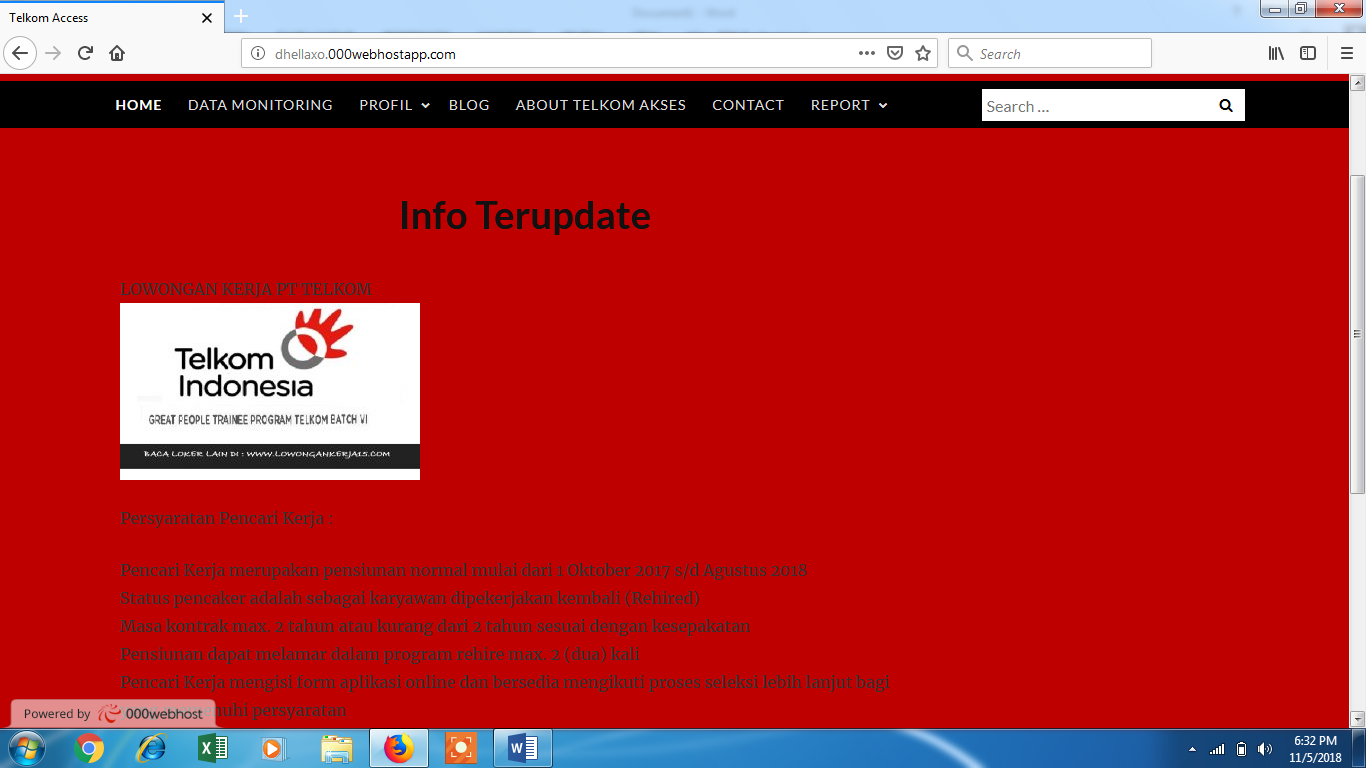 Telkom Access
dhellaxo.000webhostapp.com
Search
HOME DATA MONITORING PROFIL BLOG ABOUT TELKOM AKSES CONTACT REPORT
Search ...
Info Terupdate
LOWONGAN KERJA PT TELKOM
Telkom
Indonesia
GREAT PEOPLE TRAINEE PROGRAM TELKOM BATCH VI
BACA LOKER LAIN DI : WWW.LOWONGANKERJA15.COM
Persyaratan Pencari Kerja :
Pencari Kerja merupakan pensiunan normal mulai dari 1 Oktober 2017 s/d Agustus 2018
Status pencaker adalah sebagai karyawan dipekerjakan kembali (Rehired)
Masa kontrak max. 2 tahun atau kurang dari 2 tahun sesuai dengan kesepakatan
Pensiunan dapat melamar dalam program rehire max. 2 (dua) kali
Pencari Kerja mengisi form aplikasi online dan bersedia mengikuti proses seleksi lebih lanjut bagi
persyaratan
Powered by 000webhost
6:32 PM
11/5/2018